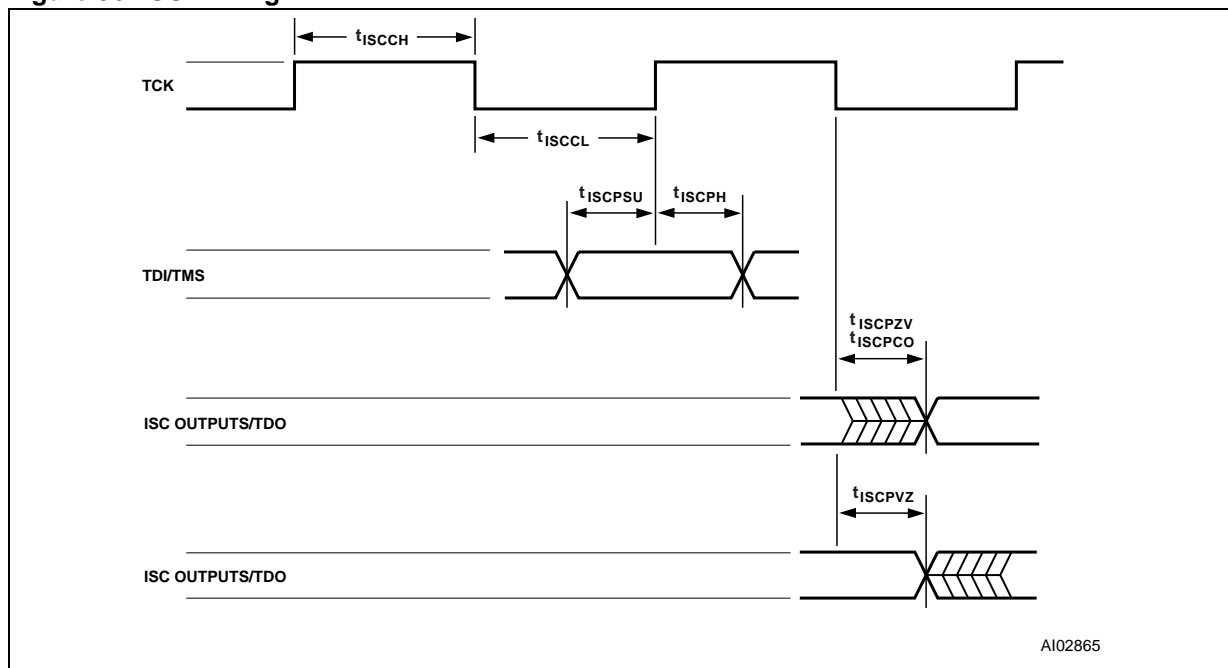 tISCCH
TCK
tISCCL
tISCPSU
tISCPH
TDI/TMS
tISCPZV
tISCPCO
ISC OUTPUTS/TDO
tISCPVZ
ISC OUTPUTS/TDO
AI02865